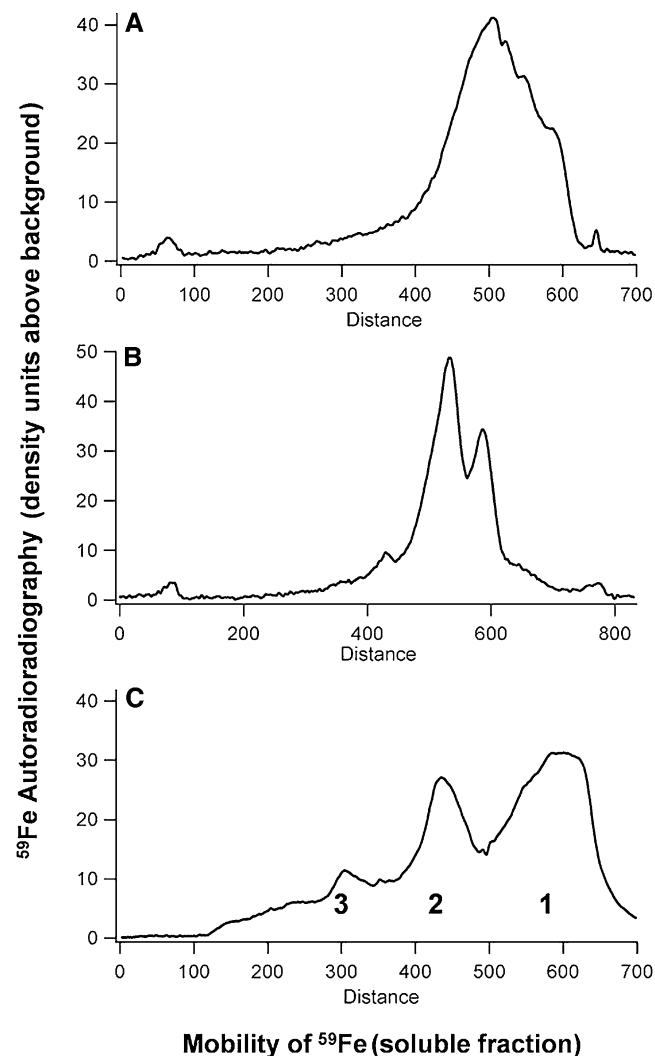 ⁵⁹Fe Autoradioradiography (density units above background)
A
40
30
20
10
0
0 100 200 300 400 500 600 700
Distance
B
50
40
30
20
10
0
0 200 400 600 800
Distance
C
40
30
20
10
0
3 2 1
0 100 200 300 400 500 600 700
Distance
Mobility of ⁵⁹Fe (soluble fraction)